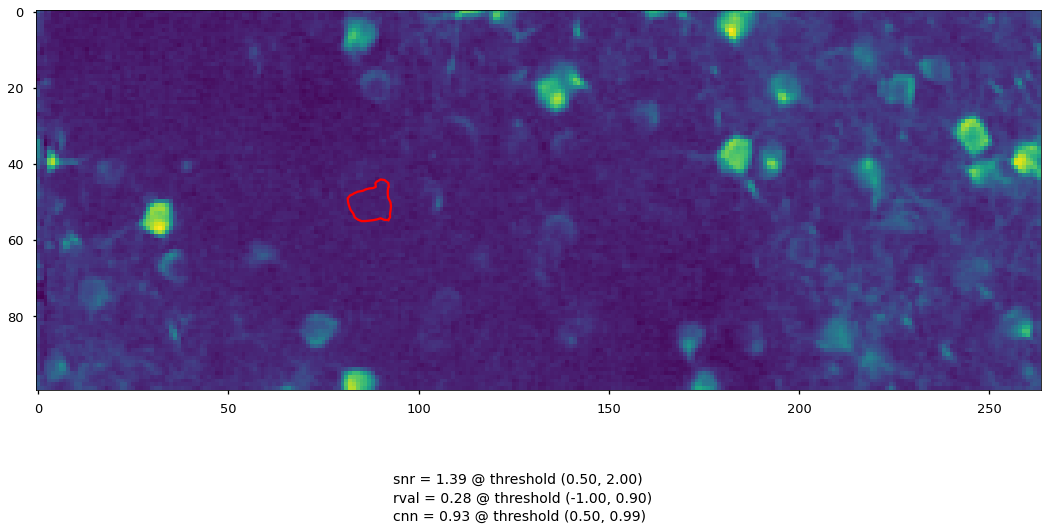 0
20
40
60
80
0 50 100 150 200 250
snr = 1.39 @ threshold (0.50, 2.00)
rval = 0.28 @ threshold (-1.00, 0.90)
cnn = 0.93 @ threshold (0.50, 0.99)